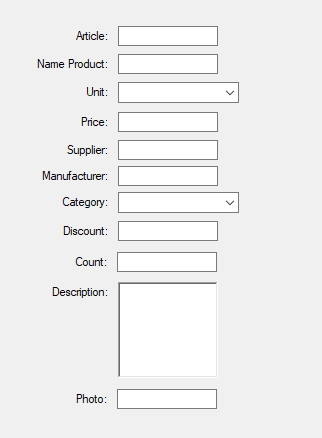 Article:
Name Product:
Unit:
Price:
Supplier:
Manufacturer:
Category:
Discount:
Count:
Description:
Photo: